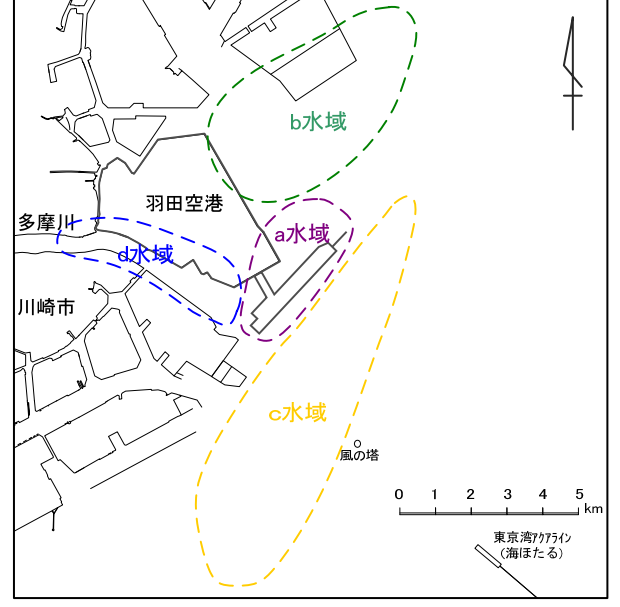 b水域
羽田空港
多摩川
a水域
d水域
川崎市
c水域
風の塔
0 1 2 3 4 5
km
東京湾ｱｸｱﾗｲﾝ
(海ほたる)